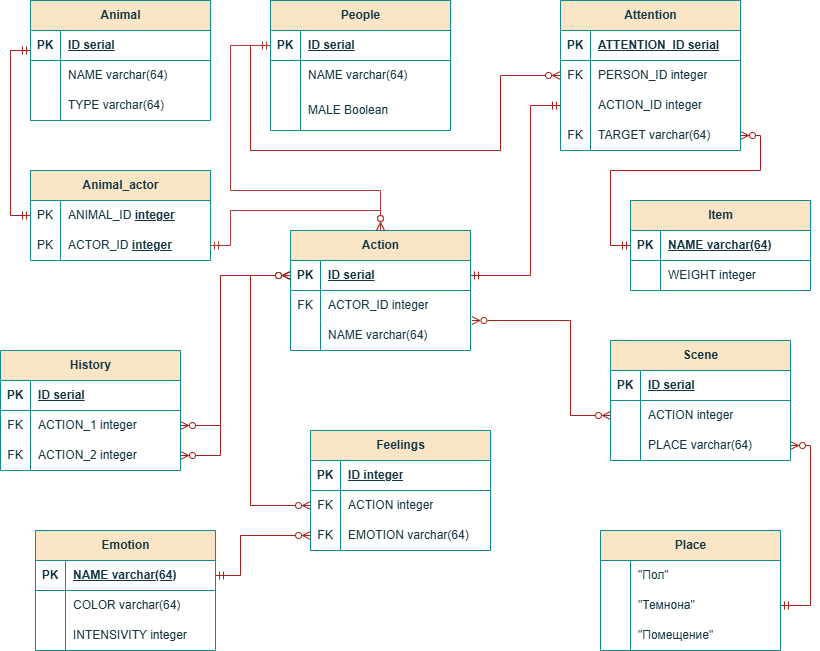 Animal
PK ID serial
NAME varchar(64)
TYPE varchar(64)
People
PK ID serial
NAME varchar(64)
MALE Boolean
Attention
PK ATTENTION_ID serial
FK PERSON_ID integer
ACTION_ID integer
FK TARGET varchar(64)
Animal_actor
PK ANIMAL_ID integer
PK ACTOR_ID integer
Item
PK NAME varchar(64)
WEIGHT integer
Action
PK ID serial
FK ACTOR_ID integer
NAME varchar(64)
History
PK ID serial
FK ACTION_1 integer
FK ACTION_2 integer
Scene
PK ID serial
ACTION integer
PLACE varchar(64)
Feelings
PK ID integer
FK ACTION integer
FK EMOTION varchar(64)
Emotion
PK NAME varchar(64)
COLOR varchar(64)
INTENSIVITY integer
Place
"Пол"
"Темнона"
"Помещение"